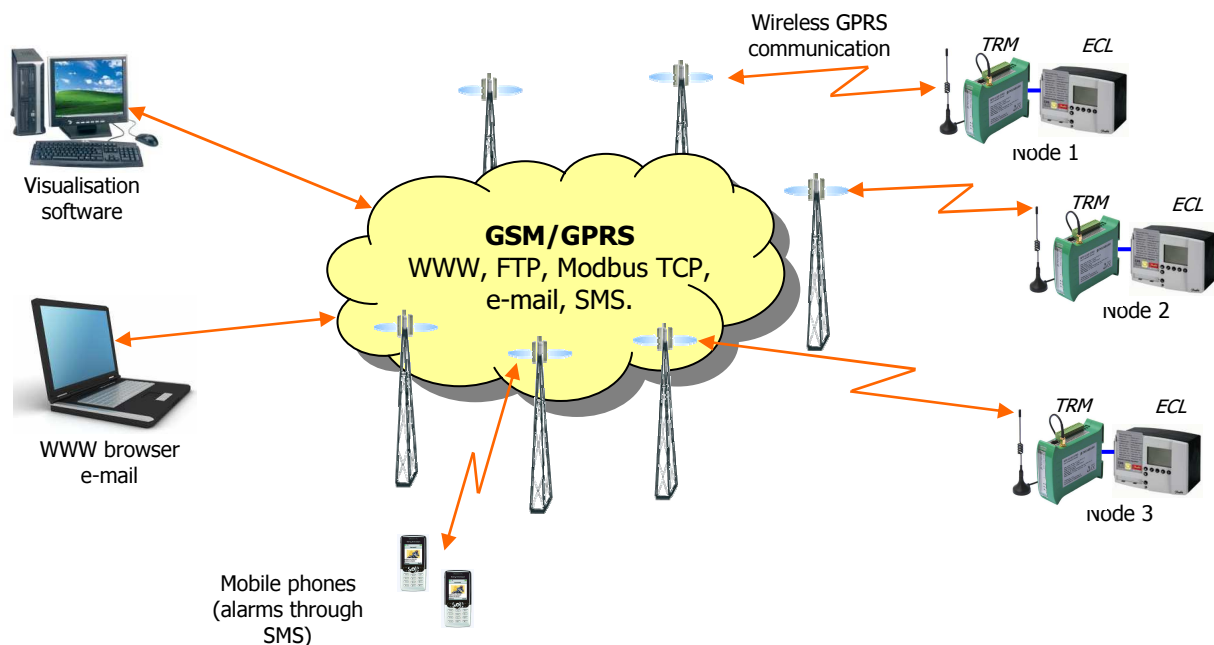 Wireless GPRS
communication
TRM
ECL
Node 1
Visualisation
software
GSM/GPRS
WWW, FTP, Modbus TCP,
e-mail, SMS.
TRM
ECL
Node 2
WWW browser
e-mail
TRM
ECL
Node 3
Mobile phones
(alarms through
SMS)